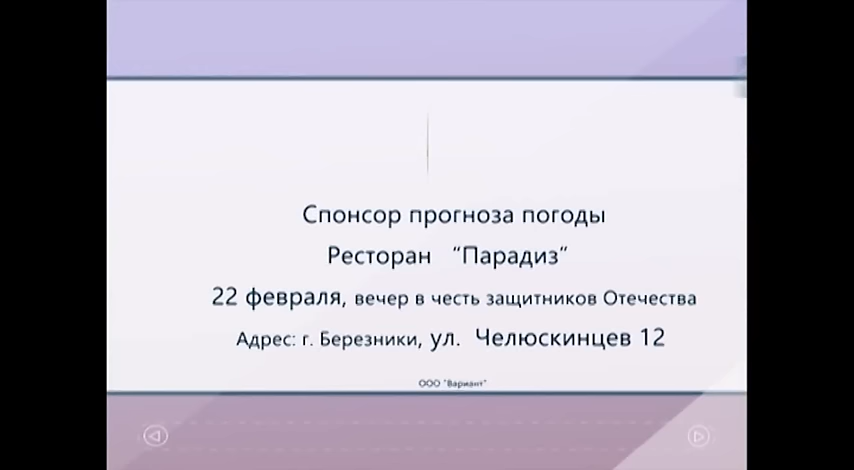 Спонсор прогноза погоды
Ресторан “Парадиз”
22 февраля, вечер в честь защитников Отечества
Адрес: г. Березники, ул. Челюскинцев 12
ООО "Вариант"